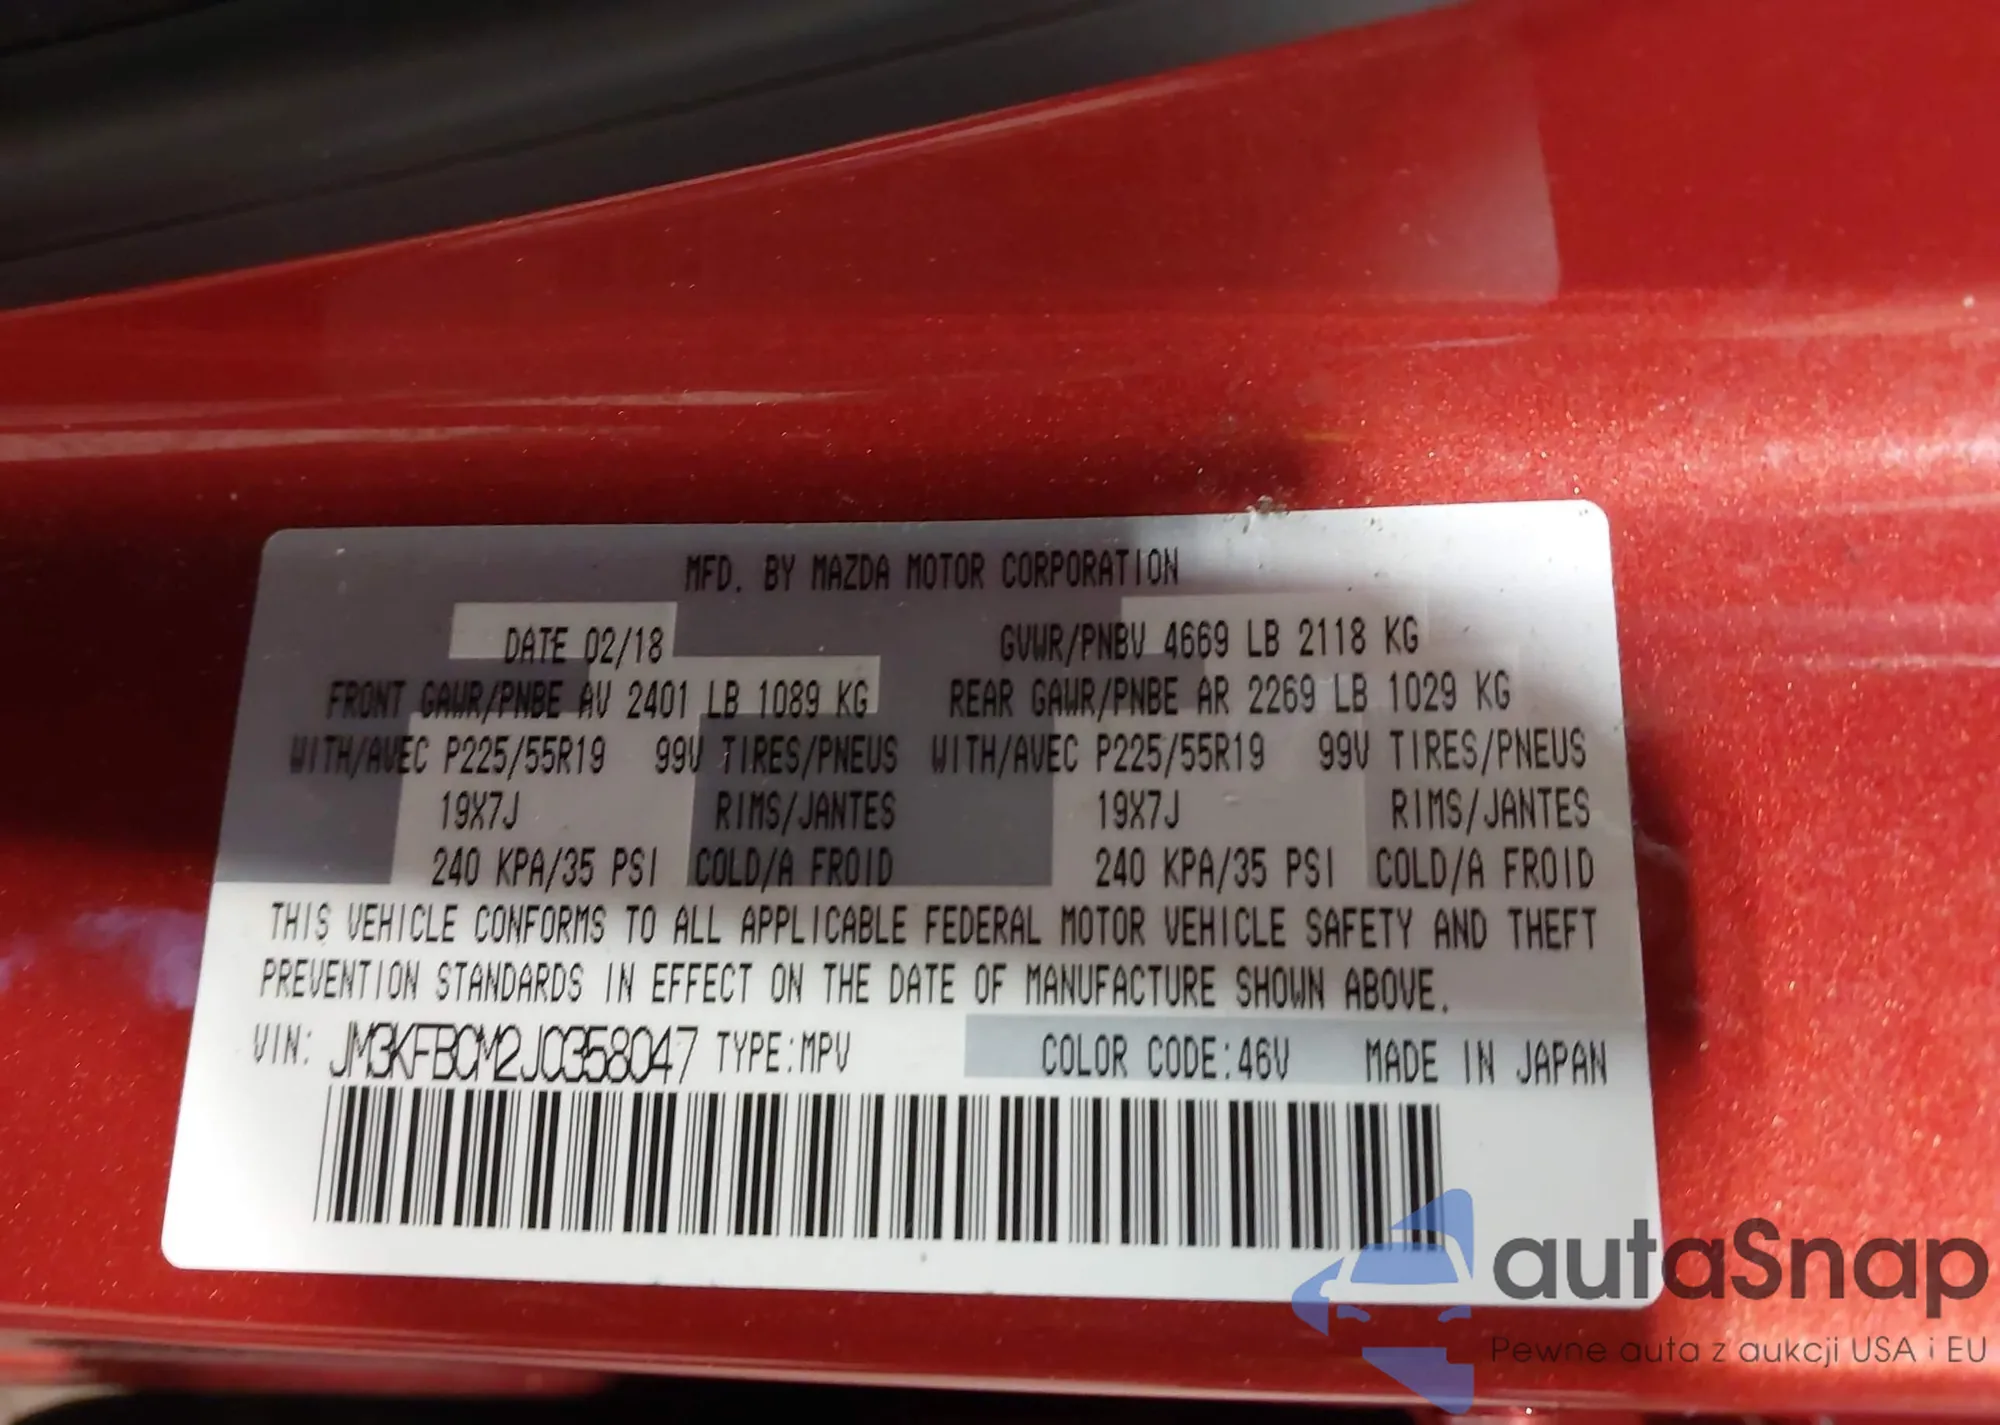 MFD. BY MAZDA MOTOR CORPORATION
DATE 02/18 GVWR/PNBV 4669 LB 2118 KG
FRONT GAWR/PNBE AV 2401 LB 1089 KG REAR GAWR/PNBE AR 2269 LB 1029 KG
WITH/AVEC P225/55R19 99V TIRES/PNEUS WITH/AVEC P225/55R19 99V TIRES/PNEUS
19X7J RIMS/JANTES 19X7J RIMS/JANTES
240 KPA/35 PSI COLD/A FROID 240 KPA/35 PSI COLD/A FROID
THIS VEHICLE CONFORMS TO ALL APPLICABLE FEDERAL MOTOR VEHICLE SAFETY AND THEFT
PREVENTION STANDARDS IN EFFECT ON THE DATE OF MANUFACTURE SHOWN ABOVE.
VIN: JM3KFBCM2J0358047 TYPE:MPV COLOR CODE:46V MADE IN JAPAN
autaSnap
Pewne auta z aukcji USA i EU